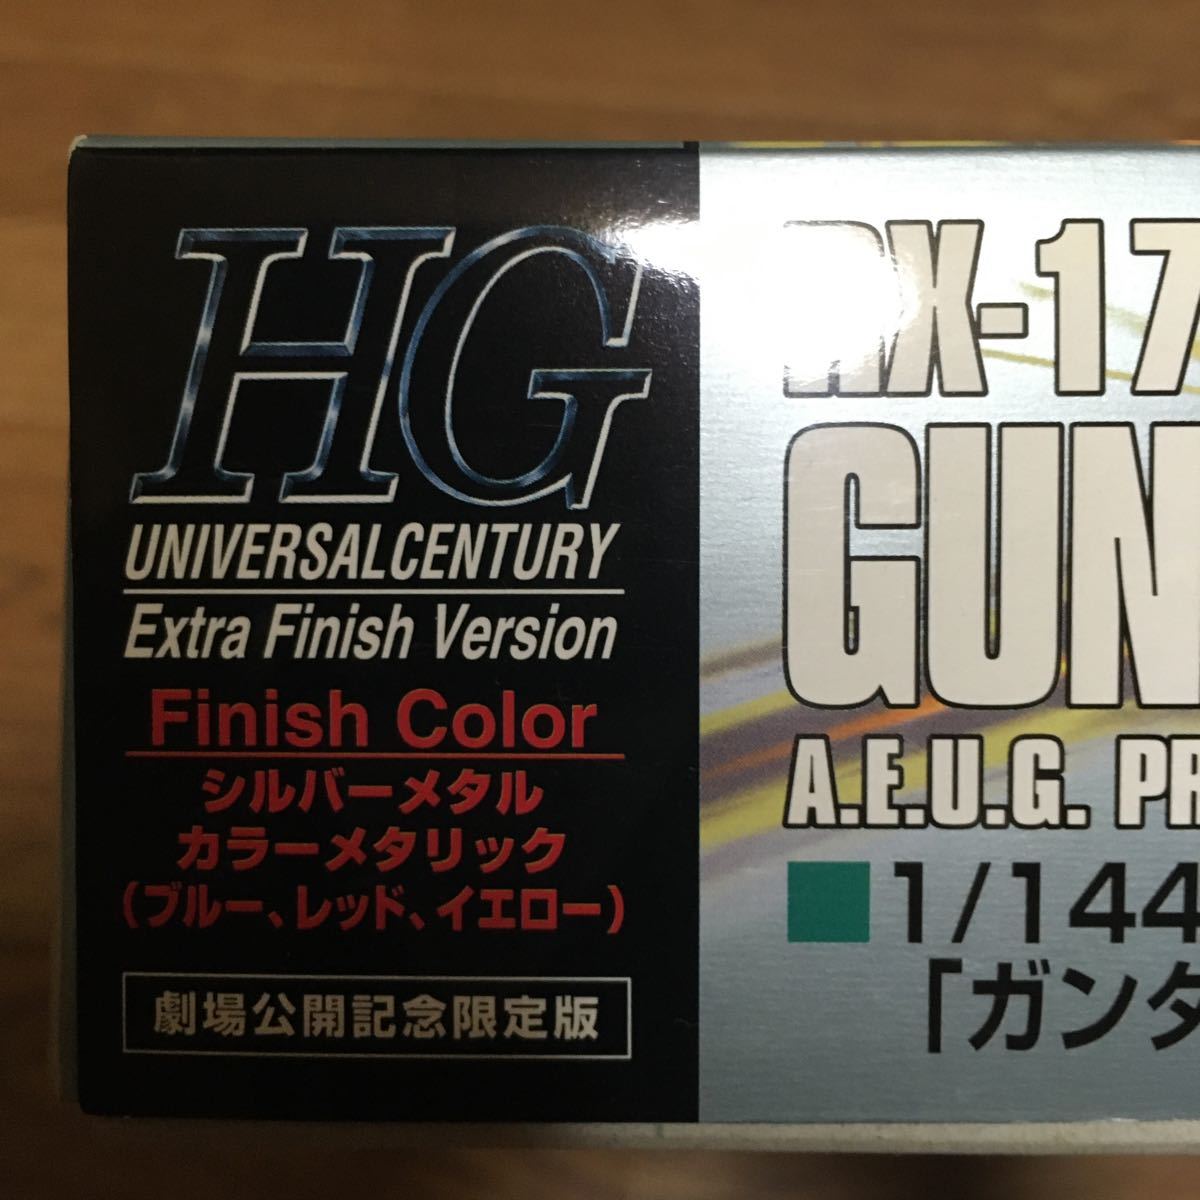 HG
UNIVERSAL CENTURY
Extra Finish Version
Finish Color
シルバーメタル
カラーメタリック
(ブルー、レッド、イエロー)
劇場公開記念限定版
RX-17
GUN
A.E.U.G. PR
■1/144
「ガンダ